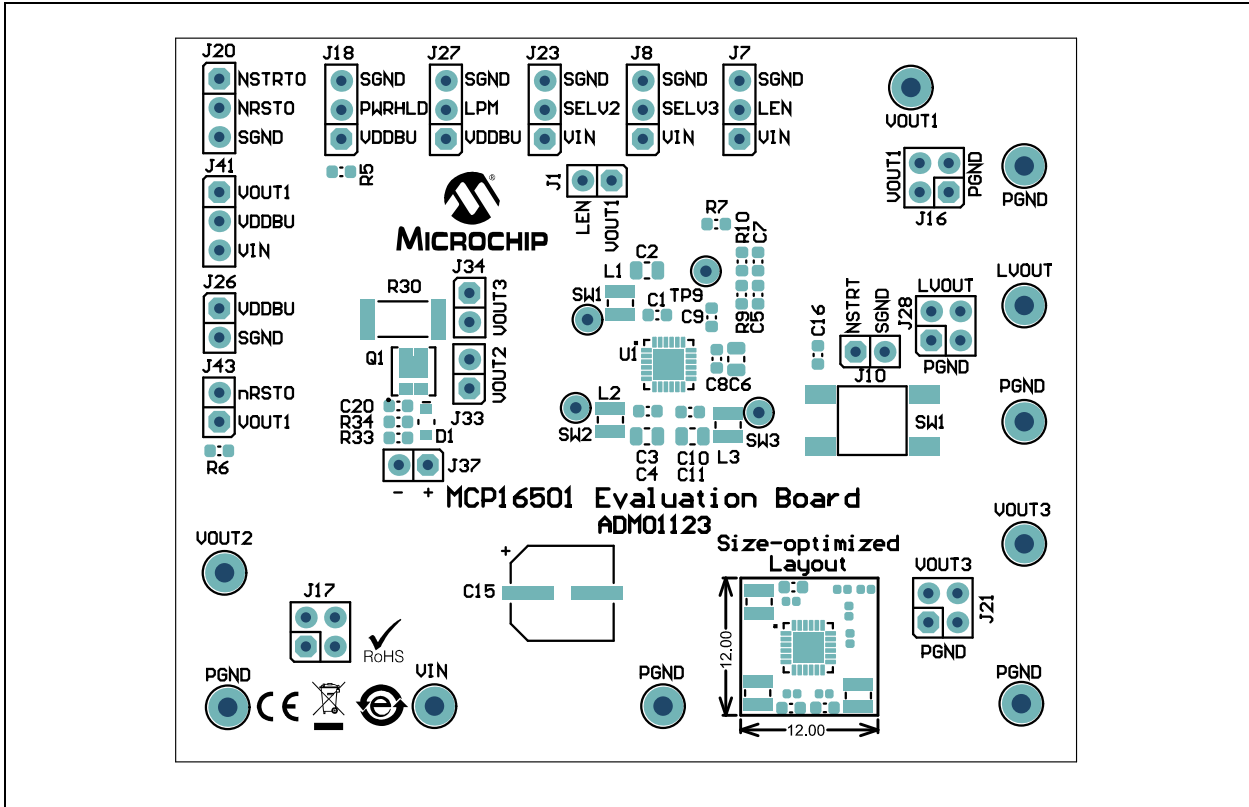 J20
NSTRTO
NRSTO
SGND
J18
SGND
PWRHLD
VDDBU
J27
SGND
LPM
VDDBU
J23
SGND
SELV2
VIN
J8
SGND
SELV3
VIN
J7
SGND
LEN
VIN
VOUT1
J41
VOUT1
VDDBU
VIN
R5
®
MICROCHIP
J1
LEN
VOUT1
VOUT1
PGND
J16
PGND
R7
R10
C7
J26
VDDBU
SGND
R30
J34
VOUT3
C2
L1
SW1
C1
TP9
C9
R9
C5
C16
NSTRT
SGND
J28
LVOUT
PGND
LVOUT
J10
J43
nRSTO
VOUT1
R6
Q1
VOUT2
J33
C20
R34
R33
D1
J37
- +
U1
C8
C6
L2
SW2
C3
C4
C10
C11
L3
SW3
SW1
PGND
MCP16501 Evaluation Board
ADM01123
VOUT2
J17
RoHS
PGND
CE
e
VIN
+
C15
PGND
Size-optimized
Layout
12.00
12.00
VOUT3
VOUT3
J21
PGND
PGND